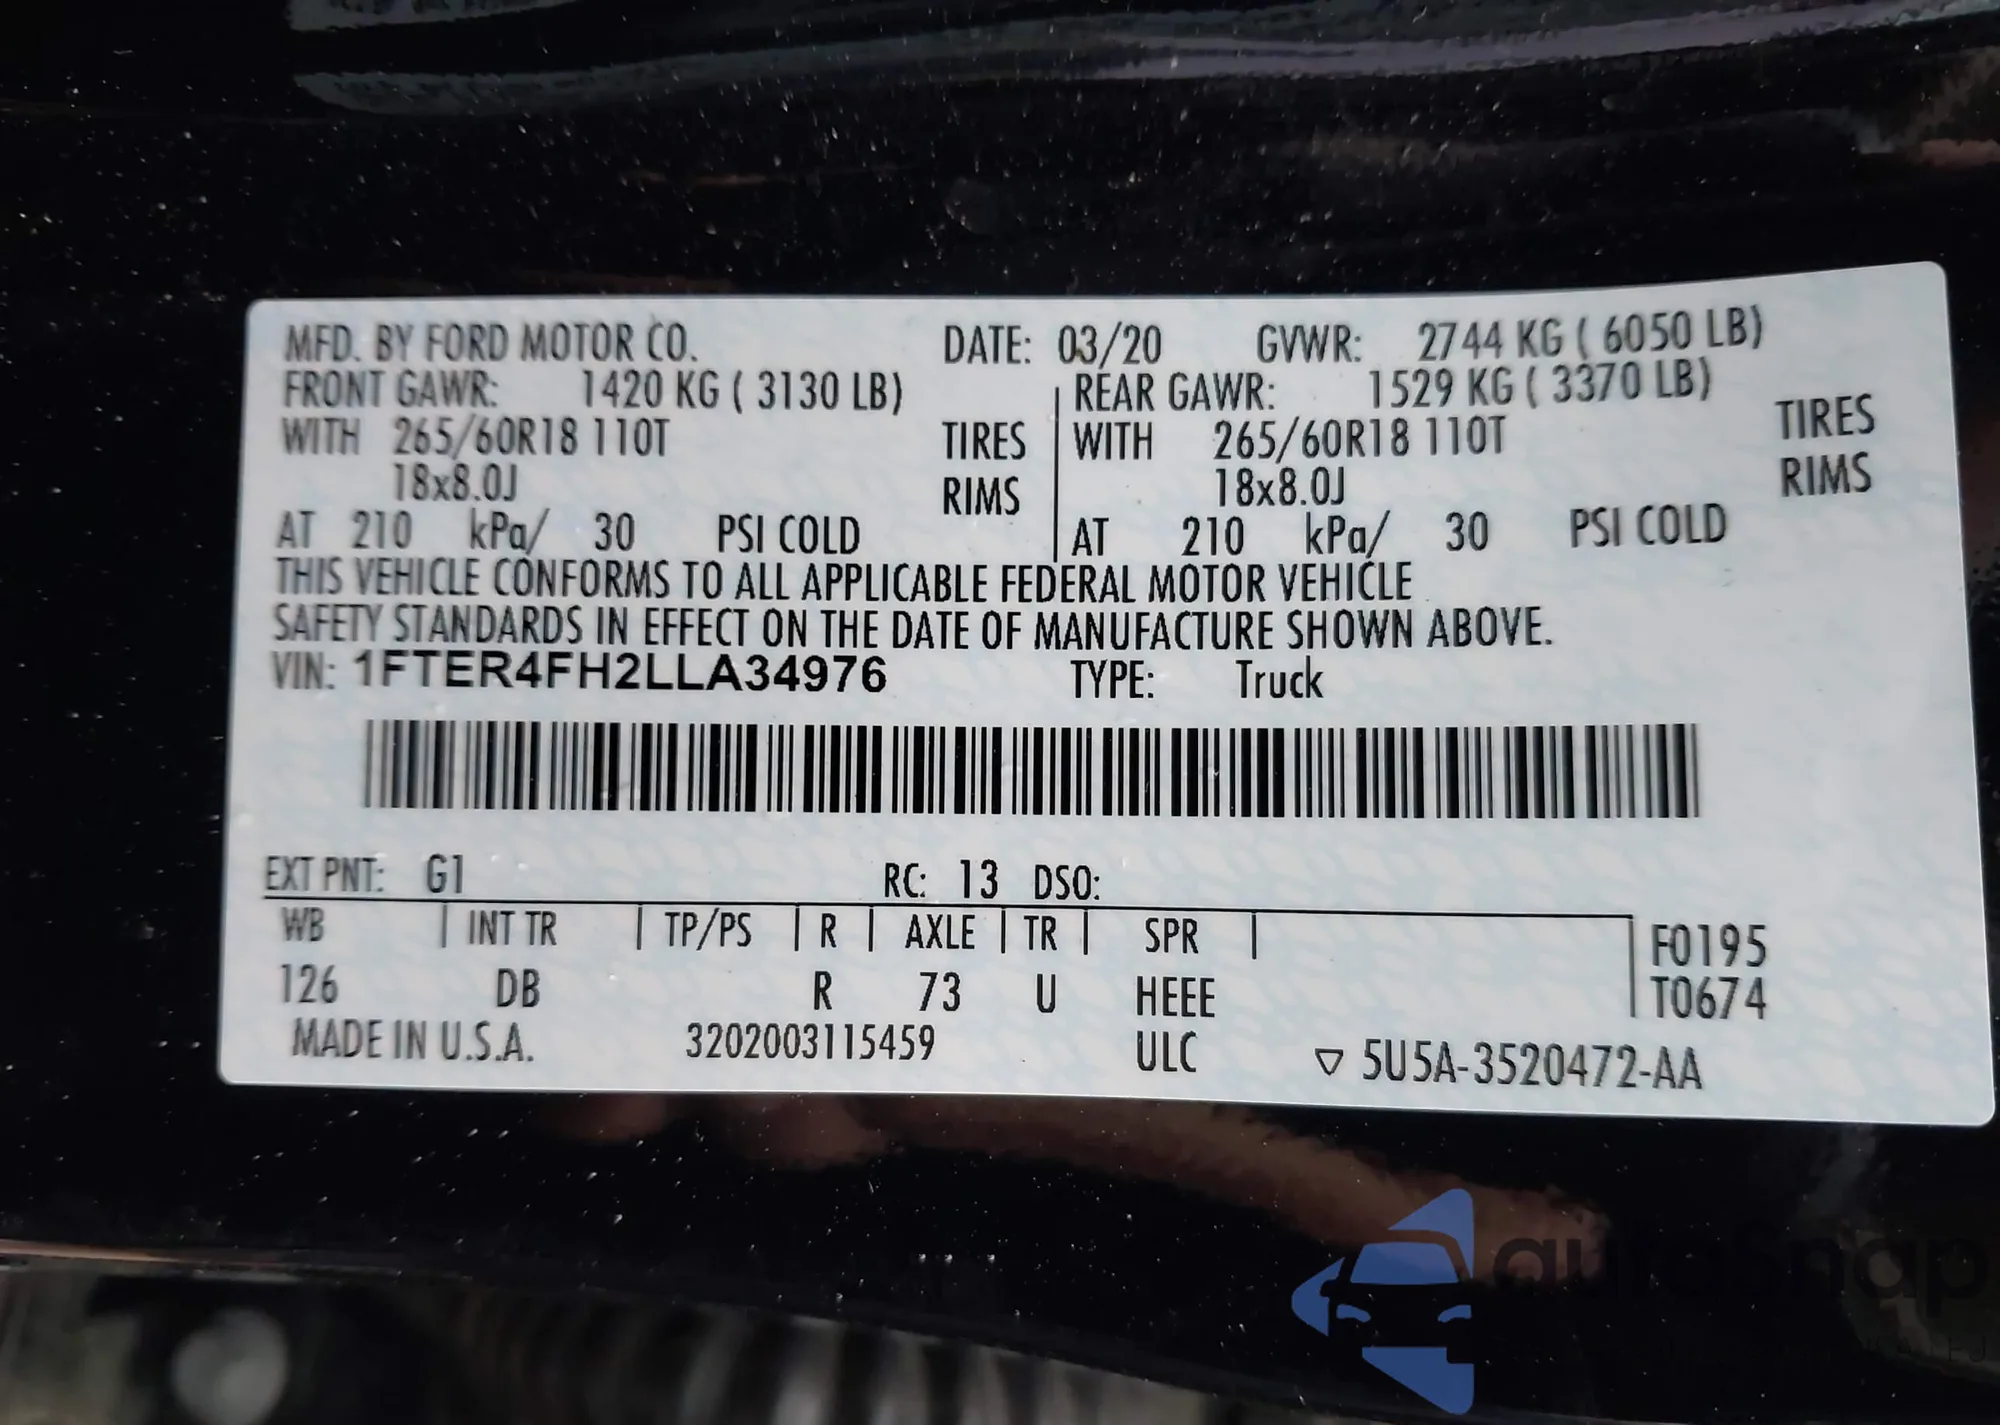 MFD. BY FORD MOTOR CO. DATE: 03/20 GVWR: 2744 KG ( 6050 LB)
FRONT GAWR: 1420 KG ( 3130 LB) REAR GAWR: 1529 KG ( 3370 LB)
WITH 265/60R18 110T TIRES WITH 265/60R18 110T TIRES
18x8.0J RIMS 18x8.0J RIMS
AT 210 kPa/ 30 PSI COLD AT 210 kPa/ 30 PSI COLD
THIS VEHICLE CONFORMS TO ALL APPLICABLE FEDERAL MOTOR VEHICLE
SAFETY STANDARDS IN EFFECT ON THE DATE OF MANUFACTURE SHOWN ABOVE.
VIN: 1FTER4FH2LLA34976 TYPE: Truck
EXT PNT: G1 RC: 13 DSO:
WB INT TR TP/PS R AXLE TR SPR F0195
126 DB R 73 U HEEE T0674
MADE IN U.S.A. 3202003115459 ULC ▽ 5U5A-3520472-AA